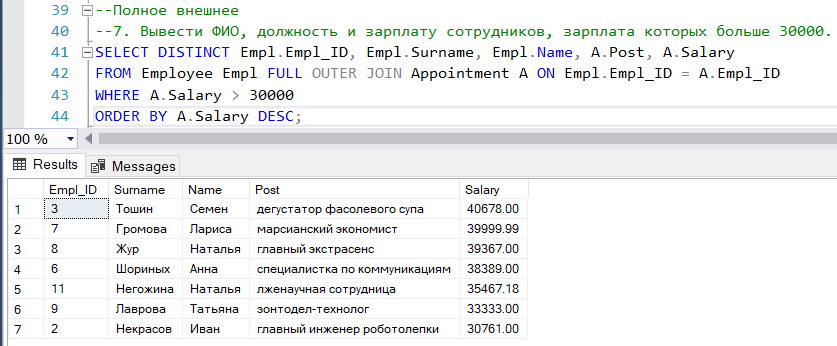 39 --Полное внешнее
40 --7. Вывести ФИО, должность и зарплату сотрудников, зарплата которых больше 30000.
41 SELECT DISTINCT Empl.Empl_ID, Empl.Surname, Empl.Name, A.Post, A.Salary
42 FROM Employee Empl FULL OUTER JOIN Appointment A ON Empl.Empl_ID = A.Empl_ID
43 WHERE A.Salary > 30000
44 ORDER BY A.Salary DESC;
100 %
Results Messages
Empl_ID Surname Name Post Salary
1 3 Тошин Семен дегустатор фасолевого супа 40678.00
2 7 Громова Лариса марсианский экономист 39999.99
3 8 Жур Наталья главный экстрасенс 39367.00
4 6 Шориных Анна специалистка по коммуникациям 38389.00
5 11 Негожина Наталья лженаучная сотрудница 35467.18
6 9 Лаврова Татьяна зонтодел-технолог 33333.00
7 2 Некрасов Иван главный инженер роботолепки 30761.00